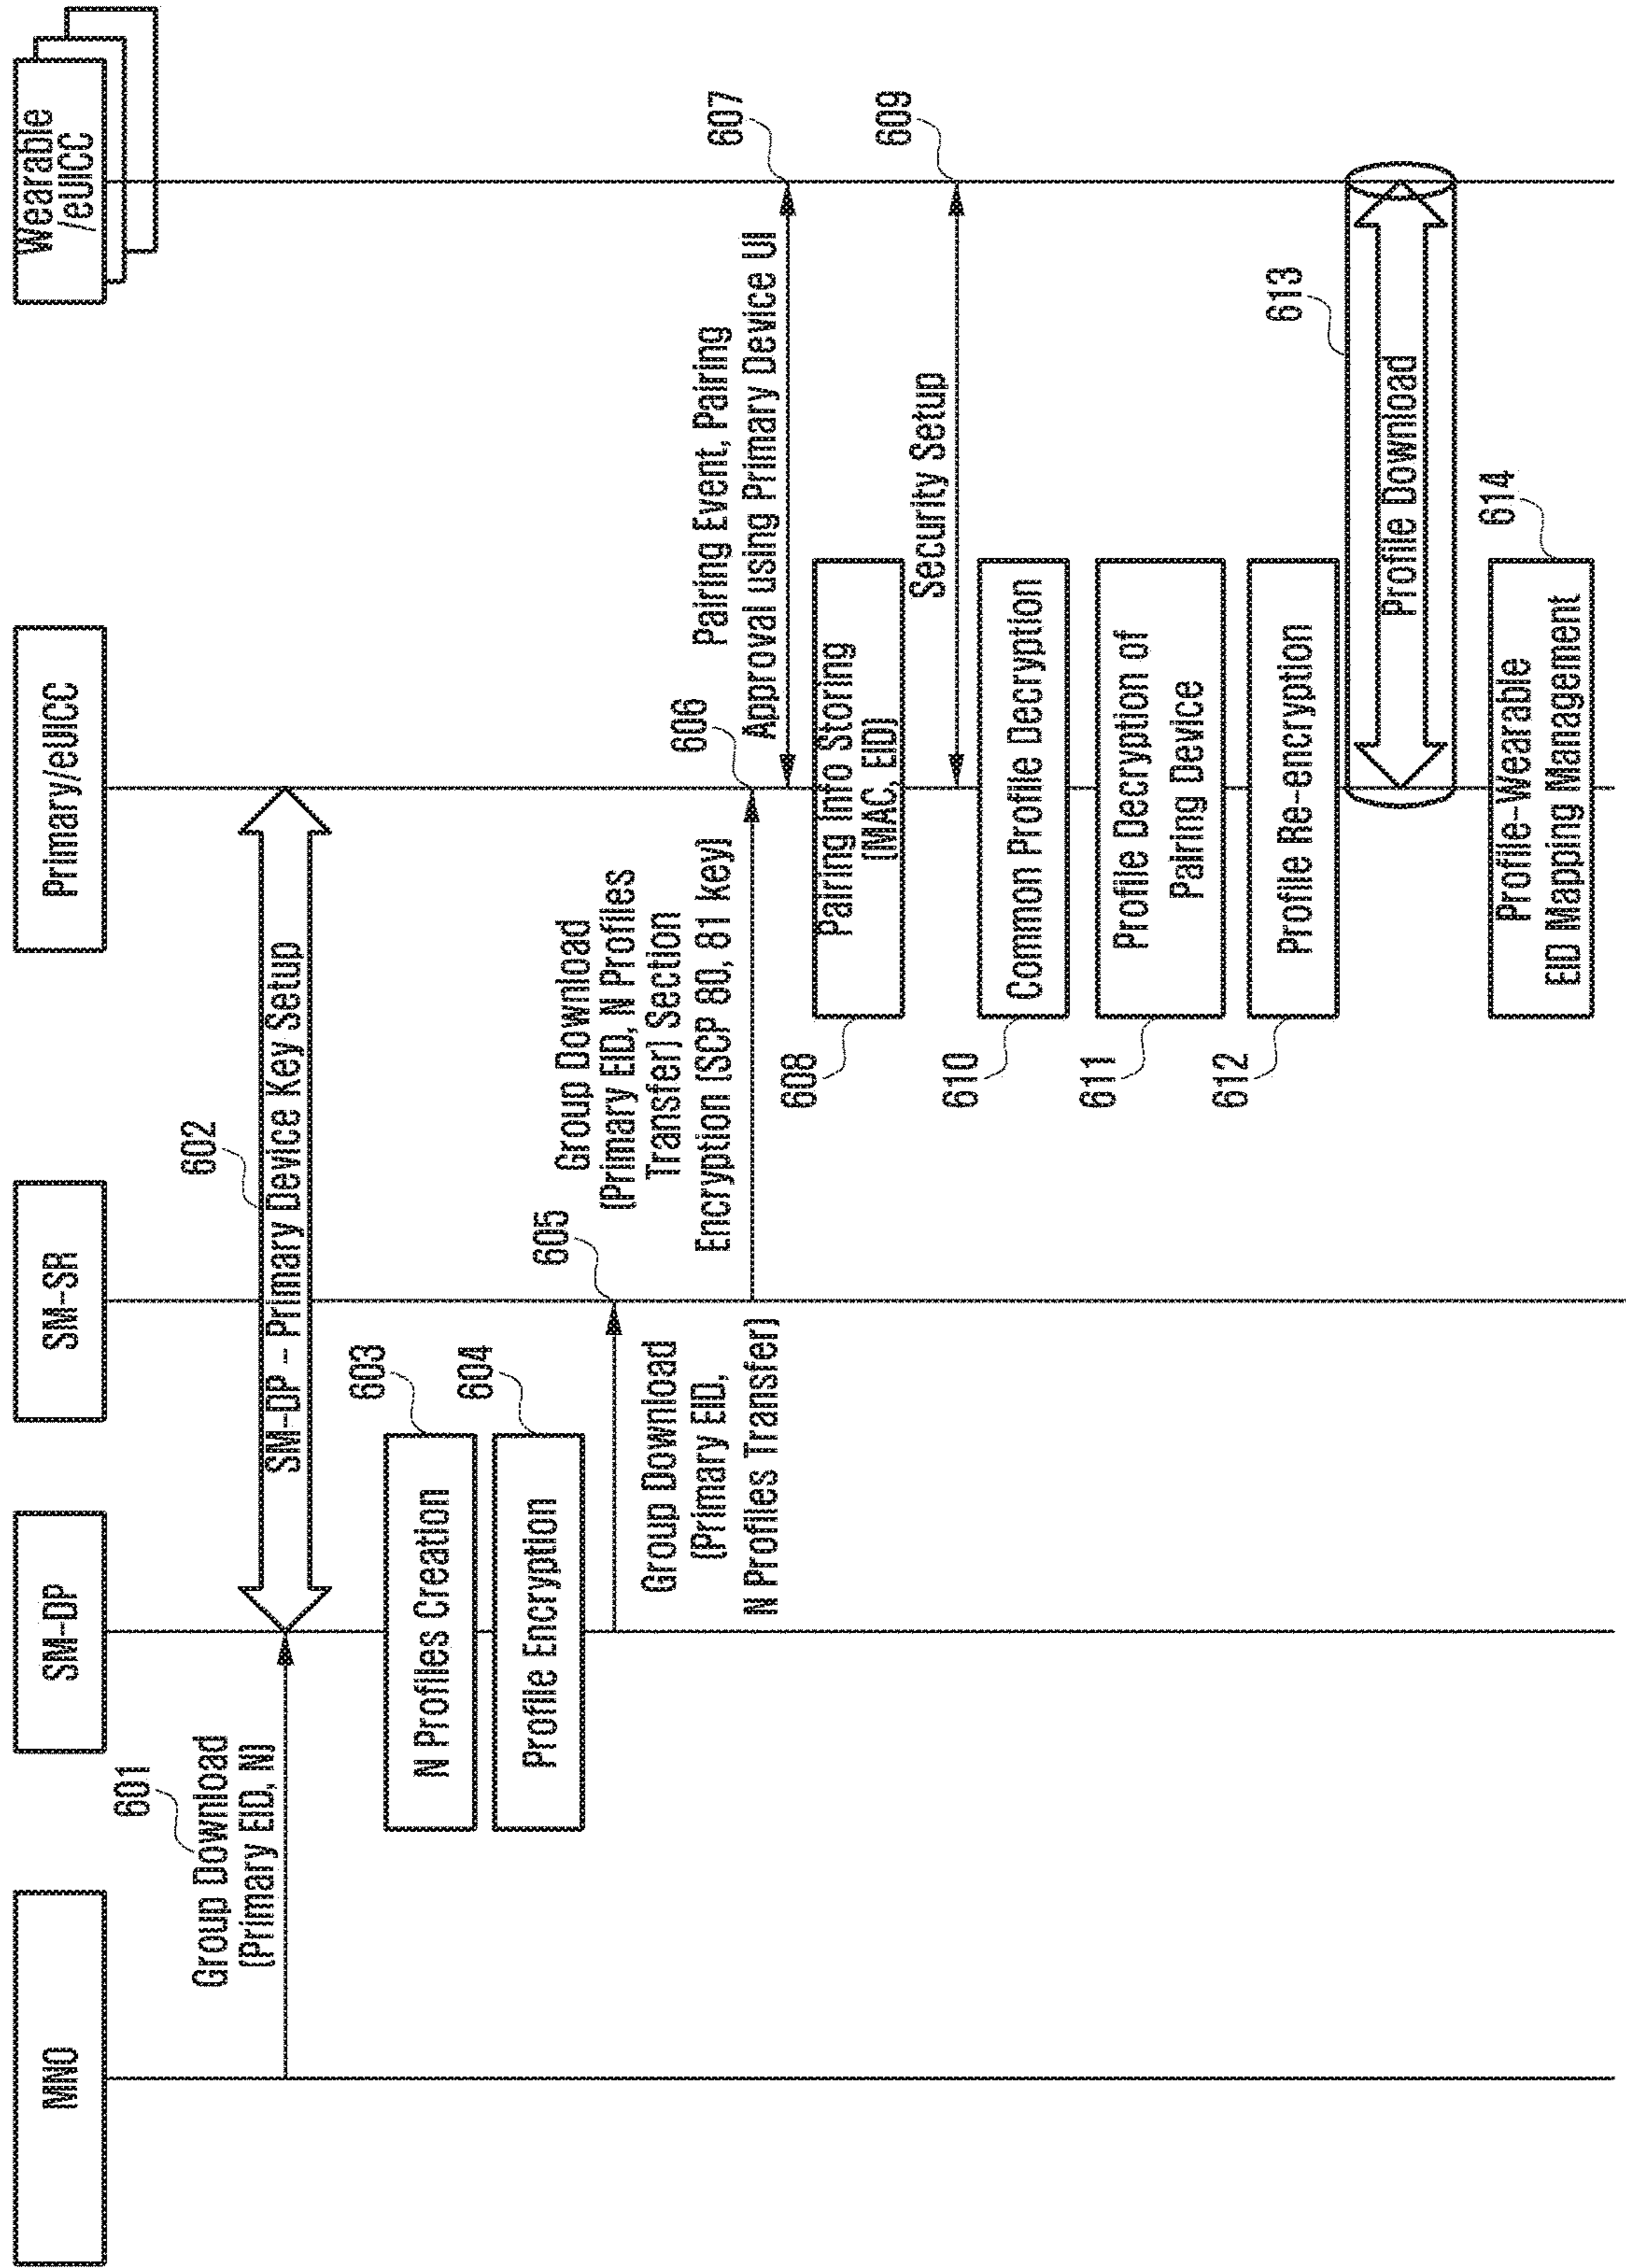 MNO
SM-DP
SM-SR
Primary/eUICC
Wearable
/eUICC
601
Group Download
(Primary EID, N)
602
SM-DP - Primary Device Key Setup
603
N Profiles Creation
604
Profile Encryption
605
Group Download
(Primary EID,
N Profiles Transfer)
606
Group Download
(Primary EID, N Profiles
Transfer) Section
Encryption (SCP 80, 81 key)
607
Pairing Event, Pairing
Approval using Primary Device UI
608
Pairing Info Storing
(MAC, EID)
609
Security Setup
610
Common Profile Decryption
611
Profile Decryption of
Pairing Device
612
Profile Re-encryption
613
Profile Download
614
Profile-Wearable
EID Mapping Management